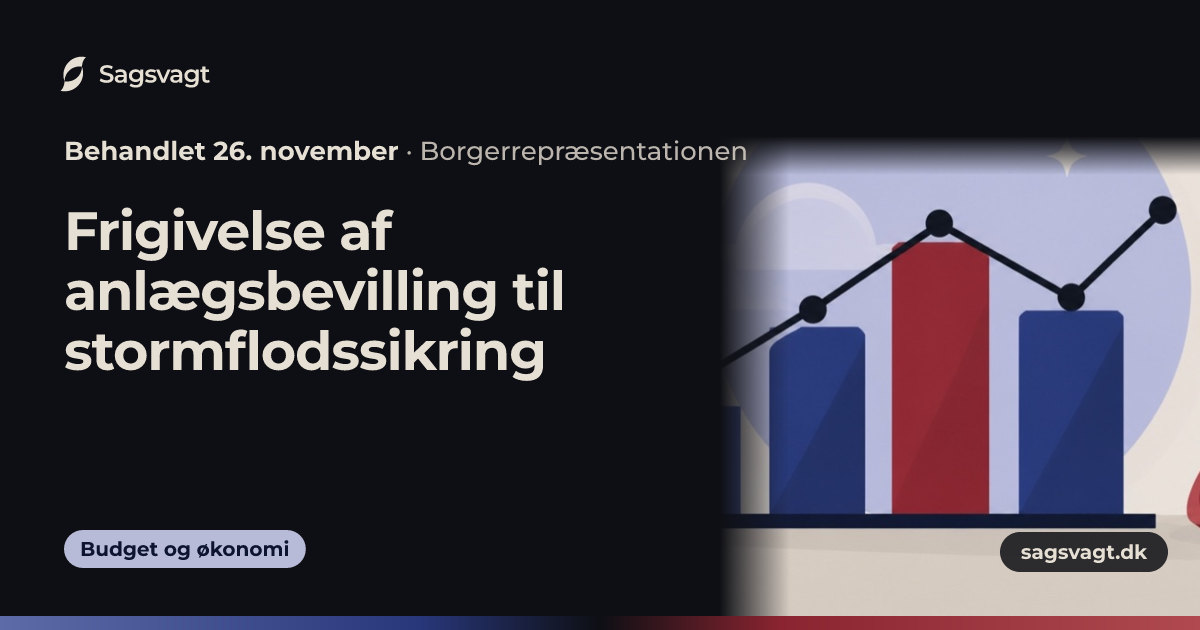 Sagsvagt
Behandlet 26. november · Borgerrepræsentationen
Frigivelse af
anlægsbevilling til
stormflodssikring
Budget og økonomi
sagsvagt.dk